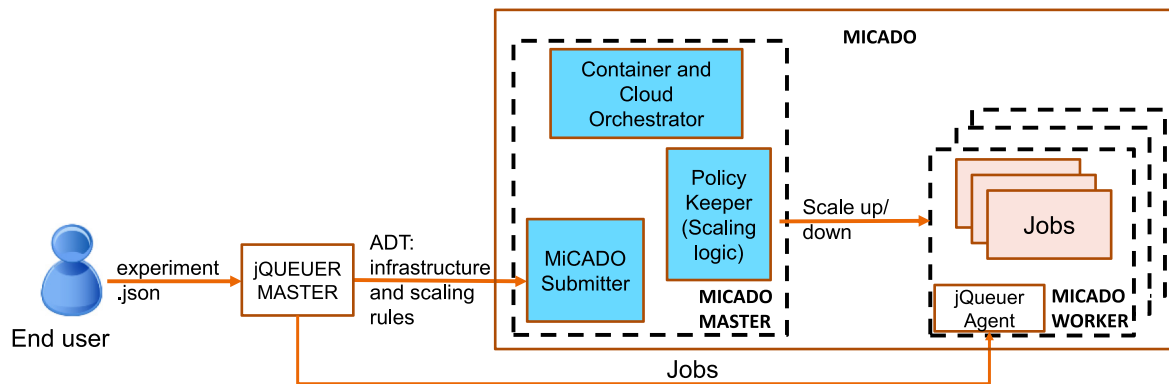 MICADO
Container and
Cloud
Orchestrator
Policy
Keeper
(Scaling
logic)
MiCADO
Submitter
MICADO
MASTER
Scale up/
down
Jobs
jQueuer
Agent
MICADO
WORKER
ADT:
infrastructure
and scaling
rules
jQUEUER
MASTER
experiment
.json
End user
Jobs